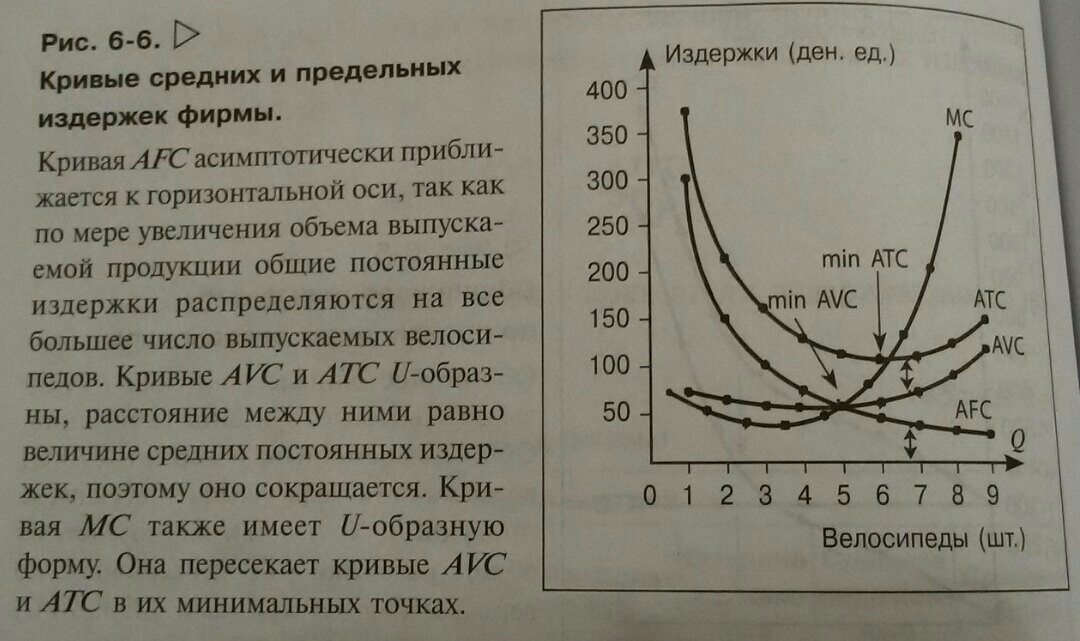 Рис. 6-6.
Кривые средних и предельных
издержек фирмы.
Кривая AFC асимптотически прибли-
жается к горизонтальной оси, так как
по мере увеличения объема выпуска-
емой продукции общие постоянные
издержки распределяются на все
большее число выпускаемых велоси-
педов. Кривые AVC и ATC U-образ-
ны, расстояние между ними равно
величине средних постоянных издер-
жек, поэтому оно сокращается. Кри-
вая MC также имеет U-образную
форму. Она пересекает кривые AVC
и ATC в их минимальных точках.
Издержки (ден. ед.)
400
350
300
250
200
150
100
50
MC
min ATC
min AVC
ATC
AVC
AFC
Q
0 1 2 3 4 5 6 7 8 9
Велосипеды (шт.)